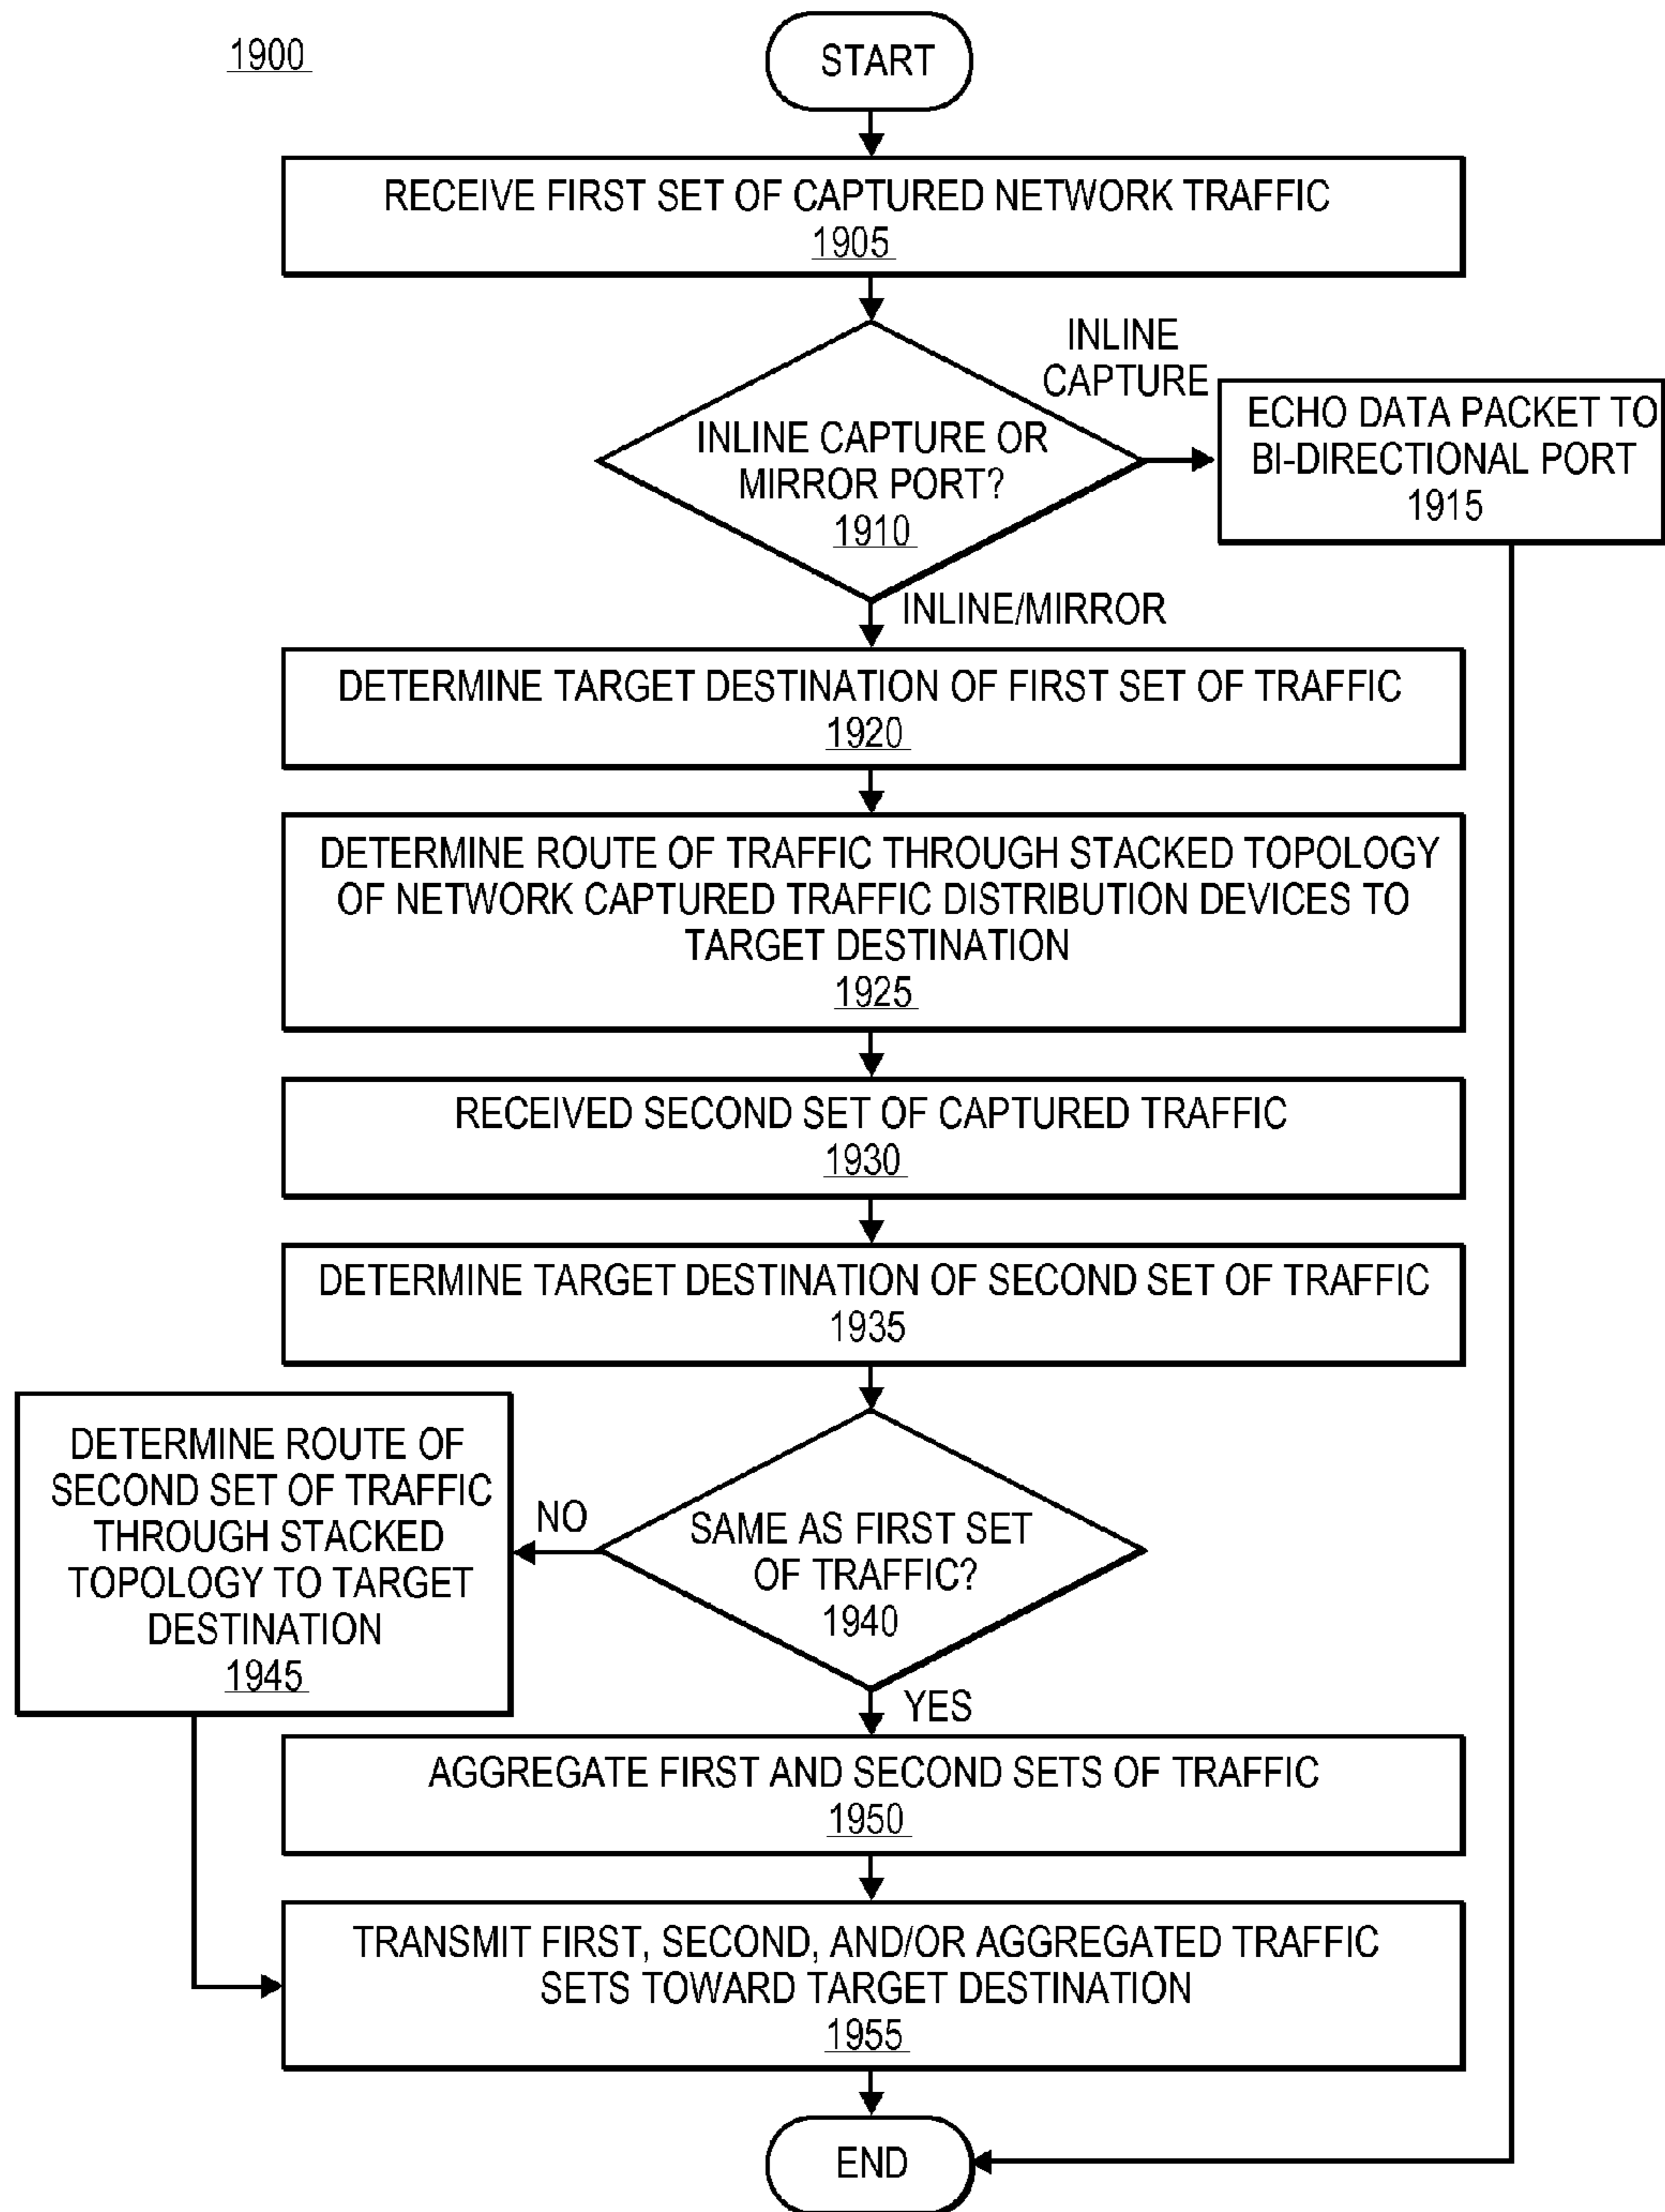 1900
START
RECEIVE FIRST SET OF CAPTURED NETWORK TRAFFIC
1905
INLINE
CAPTURE
INLINE CAPTURE OR
MIRROR PORT?
1910
ECHO DATA PACKET TO
BI-DIRECTIONAL PORT
1915
INLINE/MIRROR
DETERMINE TARGET DESTINATION OF FIRST SET OF TRAFFIC
1920
DETERMINE ROUTE OF TRAFFIC THROUGH STACKED TOPOLOGY
OF NETWORK CAPTURED TRAFFIC DISTRIBUTION DEVICES TO
TARGET DESTINATION
1925
RECEIVED SECOND SET OF CAPTURED TRAFFIC
1930
DETERMINE TARGET DESTINATION OF SECOND SET OF TRAFFIC
1935
SAME AS FIRST SET
OF TRAFFIC?
1940
NO
DETERMINE ROUTE OF
SECOND SET OF TRAFFIC
THROUGH STACKED
TOPOLOGY TO TARGET
DESTINATION
1945
YES
AGGREGATE FIRST AND SECOND SETS OF TRAFFIC
1950
TRANSMIT FIRST, SECOND, AND/OR AGGREGATED TRAFFIC
SETS TOWARD TARGET DESTINATION
1955
END